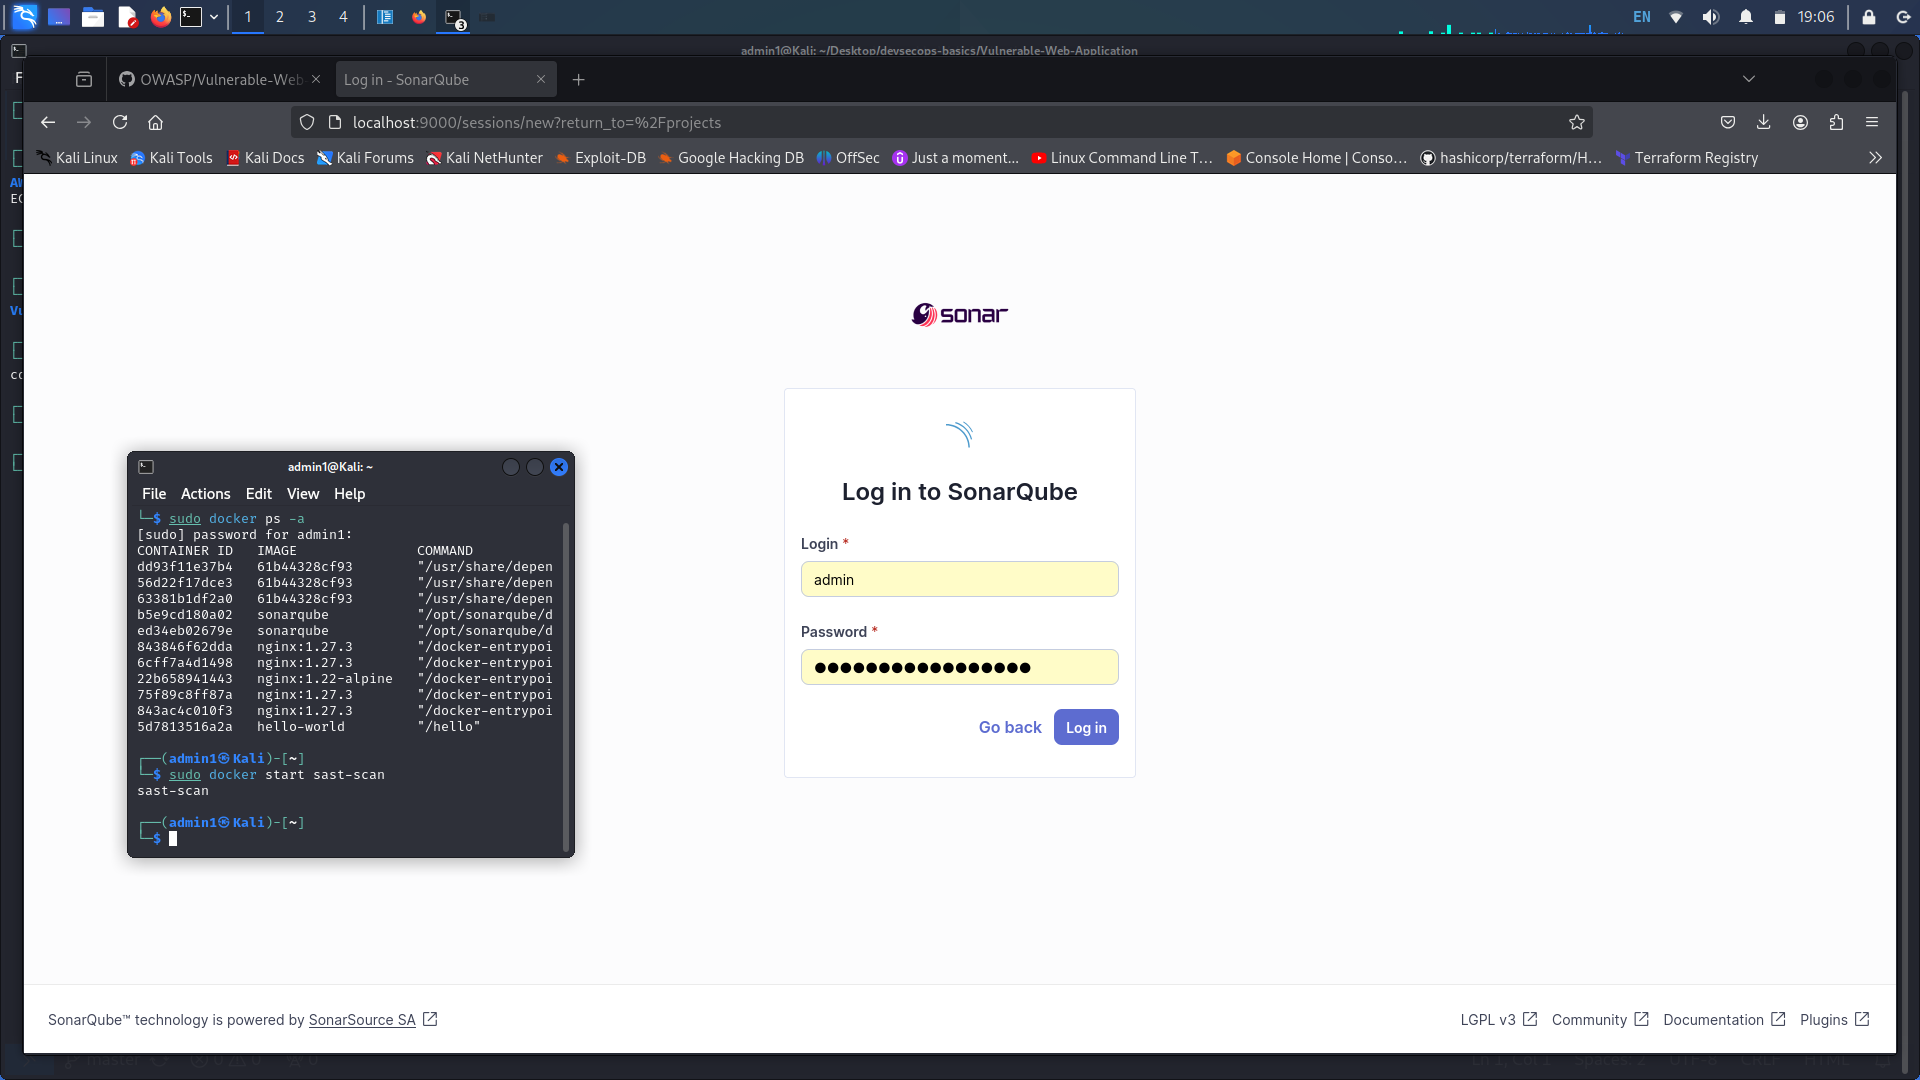 1 2 3 4 3 EN 19:06
admin1@Kali: ~/Desktop/devsecops-basics/Vulnerable-Web-Application
OWASP/Vulnerable-Web
Log in - SonarQube
localhost:9000/sessions/new?return_to=%2Fprojects
Kali Linux Kali Tools Kali Docs Kali Forums Kali NetHunter Exploit-DB Google Hacking DB OffSec Just a moment... Linux Command Line T... Console Home | Conso... hashicorp/terraform/H... Terraform Registry
sonar
Log in to SonarQube
Login *
admin
Password *
Go back Log in
admin1@Kali: ~
File Actions Edit View Help
└─$ sudo docker ps -a
[sudo] password for admin1:
CONTAINER ID IMAGE COMMAND
dd93f11e37b4 61b44328cf93 "/usr/share/depen
56d22f17dce3 61b44328cf93 "/usr/share/depen
63381b1df2a0 61b44328cf93 "/usr/share/depen
b5e9cd180a02 sonarqube "/opt/sonarqube/d
ed34eb02679e sonarqube "/opt/sonarqube/d
843846f62dda nginx:1.27.3 "/docker-entrypoi
6cff7a4d1498 nginx:1.27.3 "/docker-entrypoi
22b658941443 nginx:1.22-alpine "/docker-entrypoi
75f89c8ff87a nginx:1.27.3 "/docker-entrypoi
843ac4c010f3 nginx:1.27.3 "/docker-entrypoi
5d7813516a2a hello-world "/hello"
┌──(admin1㉿Kali)-[~]
└─$ sudo docker start sast-scan
sast-scan
┌──(admin1㉿Kali)-[~]
└─$
SonarQube™ technology is powered by SonarSource SA
LGPL v3 Community Documentation Plugins